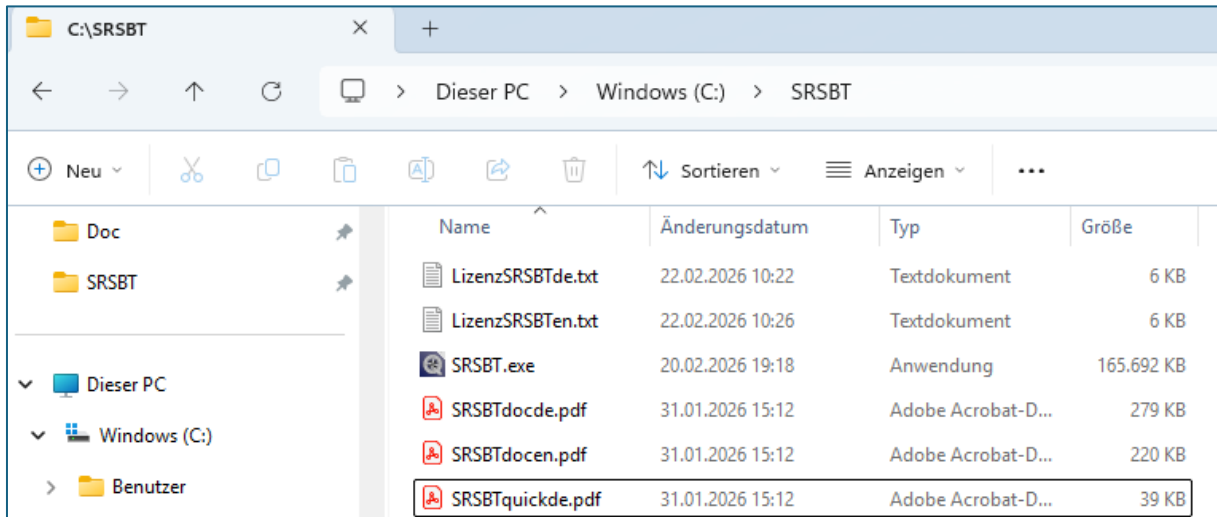 C:\SRSBT
Dieser PC > Windows (C:) > SRSBT
Neu Sortieren Anzeigen ...
Doc
SRSBT
Dieser PC
Windows (C:)
Benutzer
Name Änderungsdatum Typ Größe
LizenzSRSBTde.txt 22.02.2026 10:22 Textdokument 6 KB
LizenzSRSBTen.txt 22.02.2026 10:26 Textdokument 6 KB
SRSBT.exe 20.02.2026 19:18 Anwendung 165.692 KB
SRSBTdocde.pdf 31.01.2026 15:12 Adobe Acrobat-D... 279 KB
SRSBTdocen.pdf 31.01.2026 15:12 Adobe Acrobat-D... 220 KB
SRSBTquickde.pdf 31.01.2026 15:12 Adobe Acrobat-D... 39 KB